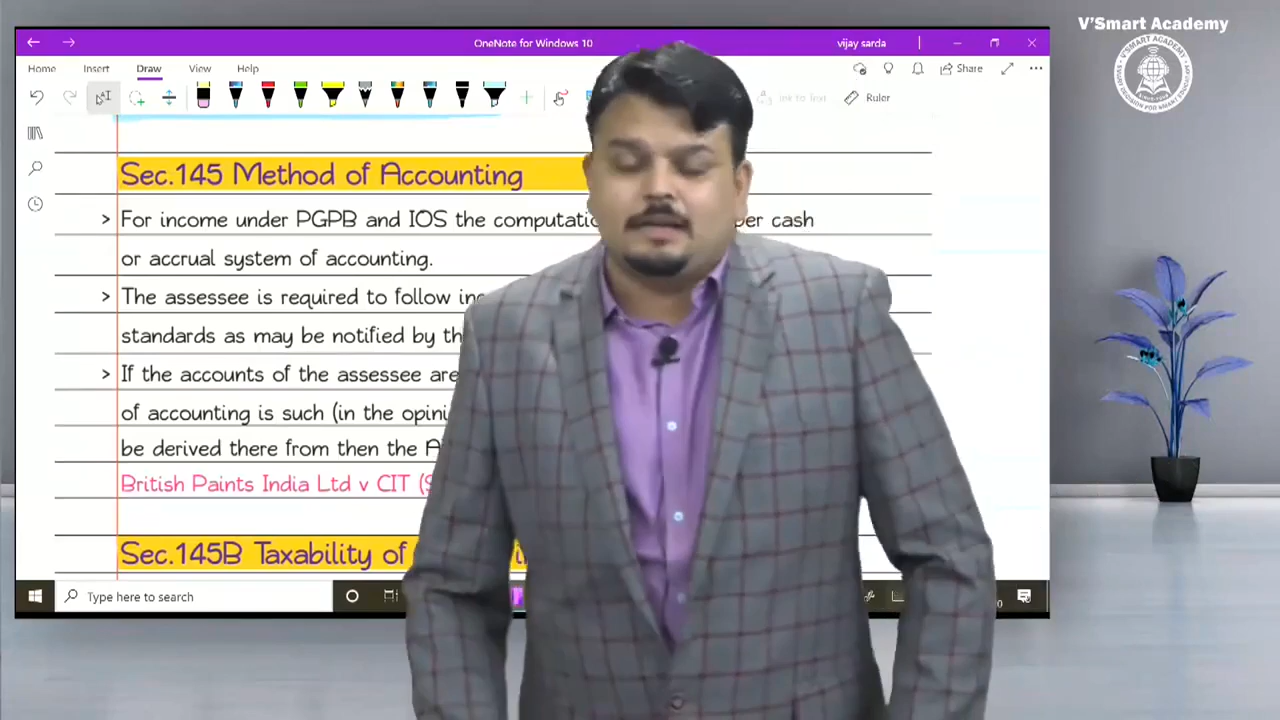 V'Smart Academy
OneNote for Windows 10
vijay sarda
Home Insert Draw View Help
Share
Ink to Text
Ruler
Sec.145 Method of Accounting
> For income under PGPB and IOS the computatio per cash
or accrual system of accounting.
> The assessee is required to follow in
standards as may be notified by th
> If the accounts of the assessee are
of accounting is such (in the opini
be derived there from then the A
British Paints India Ltd v CIT (S
Sec.145B Taxability of
Type here to search